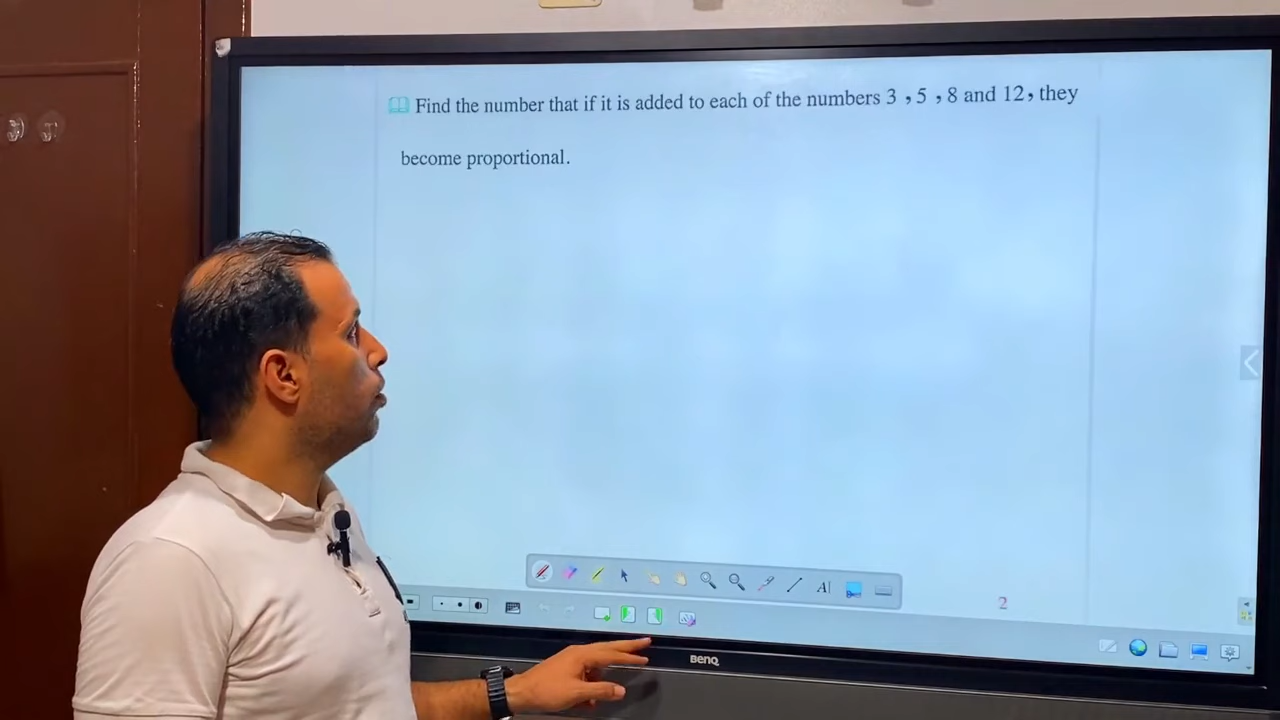 Find the number that if it is added to each of the numbers 3 , 5 , 8 and 12, they
become proportional.
A
2
BenQ